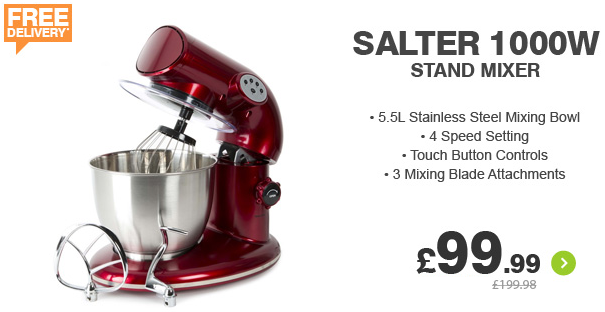 FREE
DELIVERY*
SALTER 1000W
STAND MIXER
• 5.5L Stainless Steel Mixing Bowl
• 4 Speed Setting
• Touch Button Controls
• 3 Mixing Blade Attachments
£99.99
£199.98